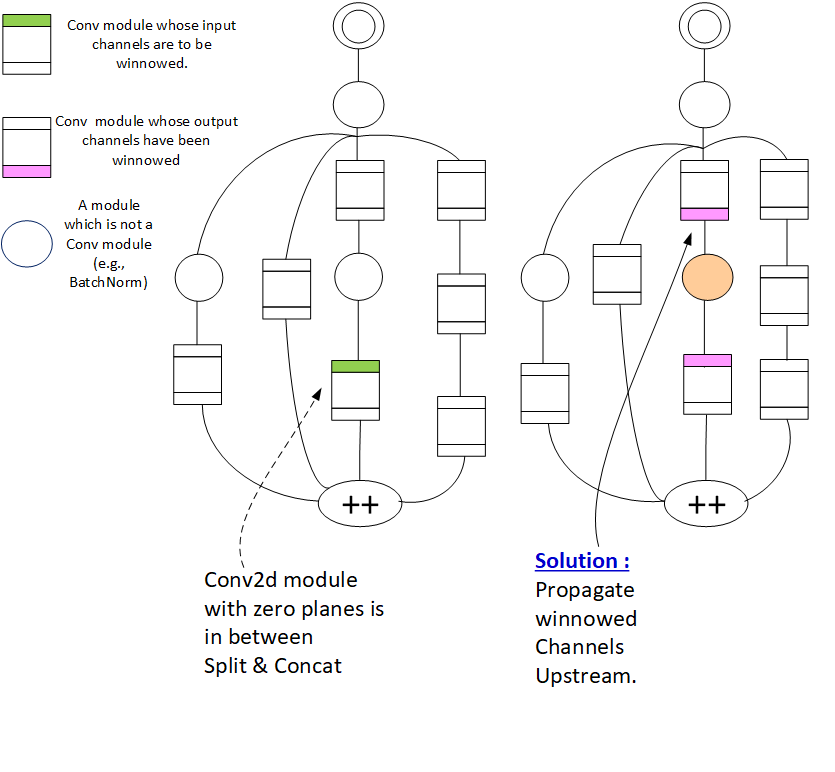 Conv module whose input
channels are to be
winnowed.
Conv module whose output
channels have been
winnowed
A module
which is not a
Conv module
(e.g.,
BatchNorm)
++
++
Conv2d module
with zero planes is
in between
Split & Concat
Solution :
Propagate
winnowed
Channels
Upstream.